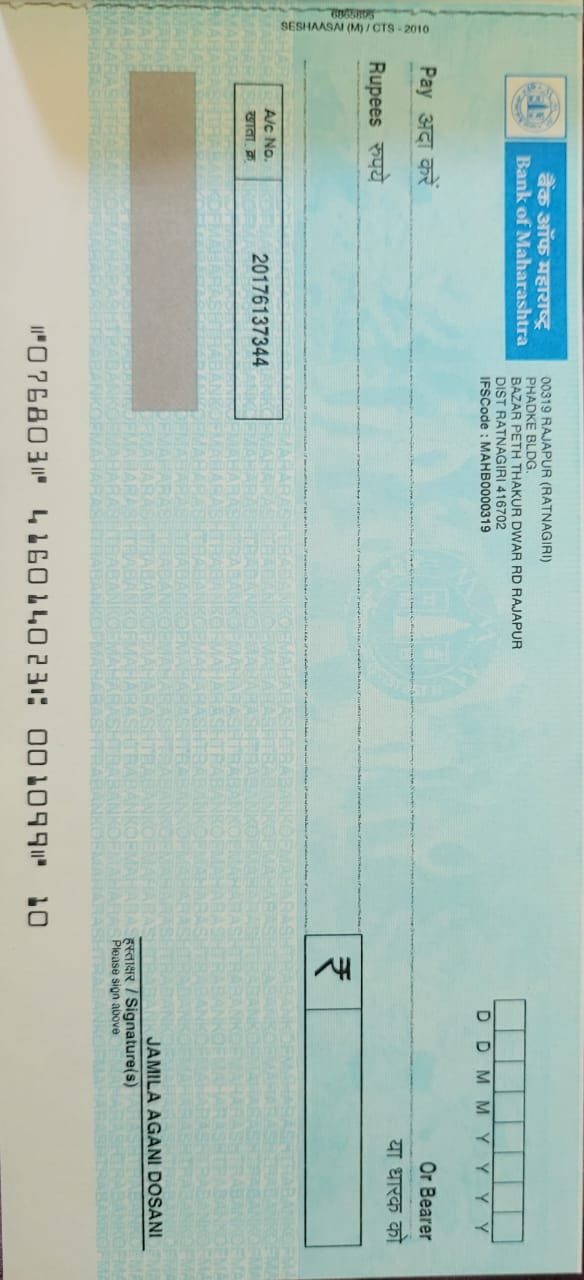 बैंक ऑफ महाराष्ट्र
Bank of Maharashtra
00319 RAJAPUR (RATNAGIRI)
PHADKE BLDG.
BAZAR PETH THAKUR DWAR RD RAJAPUR
DIST RATNAGIRI 416702
IFSCode : MAHB0000319
D D M M Y Y Y Y
Pay अदा करें
Or Bearer
या धारक को
Rupees रुपये
₹
A/c No.
खाता. क्र.
20176137344
JAMILA AGANI DOSANI
हस्ताक्षर / Signature(s)
Please sign above
SESHAASAI (M) / CTS - 2010
⑈076803⑈ 416014023⑆ 001099⑈ 10